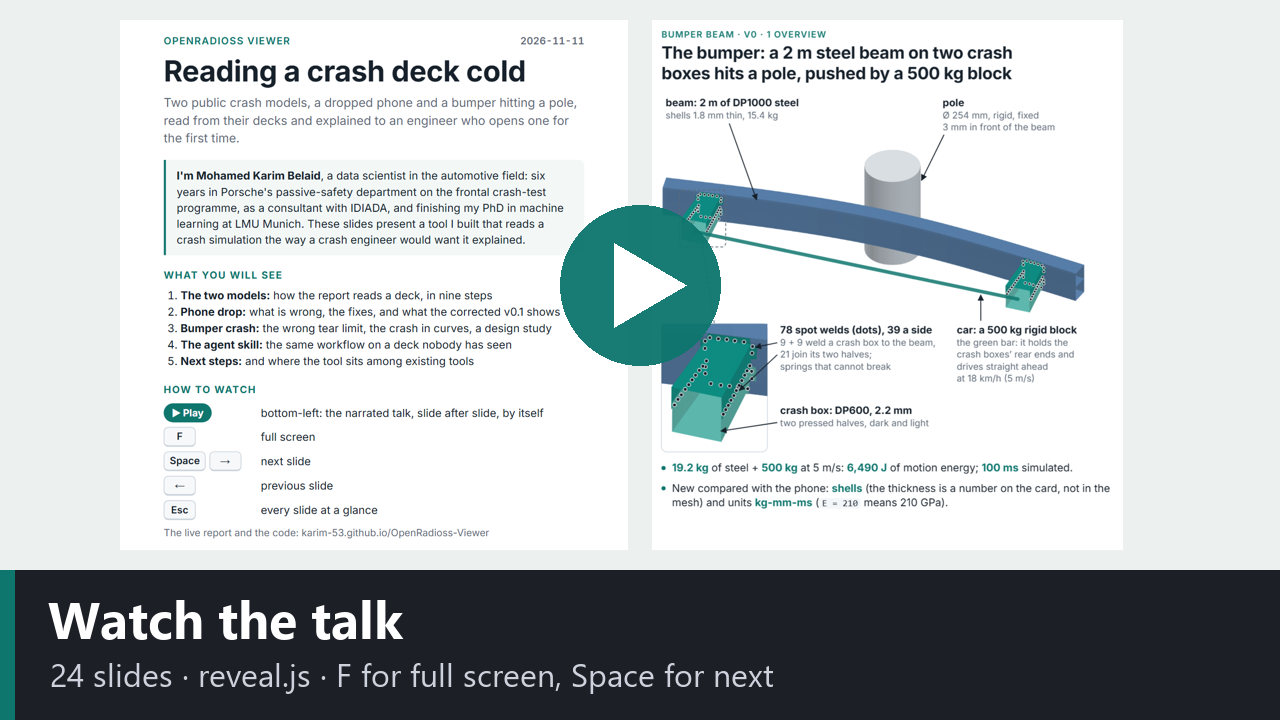 OPENRADIOSS VIEWER
2026-11-11
Reading a crash deck cold
Two public crash models, a dropped phone and a bumper hitting a pole,
read from their decks and explained to an engineer who opens one for
the first time.
I'm Mohamed Karim Belaid, a data scientist in the automotive field: six
years in Porsche's passive-safety department on the frontal crash-test
programme, as a consultant with IDIADA, and finishing my PhD in machine
learning at LMU Munich. These slides present a tool I built that reads a
crash simulation the way a crash engineer would want it explained.
WHAT YOU WILL SEE
1. The two models: how the report reads a deck, in nine steps
2. Phone drop: what is wrong, the fixes, and what the corrected v0.1 shows
3. Bumper crash: the wrong tear limit, the crash in curves, a design study
4. The agent skill: the same workflow on a deck nobody has seen
5. Next steps: and where the tool sits among existing tools
HOW TO WATCH
▶ Play bottom-left: the narrated talk, slide after slide, by itself
F full screen
Space → next slide
← previous slide
Esc every slide at a glance
The live report and the code: karim-53.github.io/OpenRadioss-Viewer
BUMPER BEAM · V0 · 1 OVERVIEW
The bumper: a 2 m steel beam on two crash
boxes hits a pole, pushed by a 500 kg block
beam: 2 m of DP1000 steel
shells 1.8 mm thin, 15.4 kg
pole
Ø 254 mm, rigid, fixed
3 mm in front of the beam
78 spot welds (dots), 39 a side
9 + 9 weld a crash box to the beam,
21 join its two halves;
springs that cannot break
car: a 500 kg rigid block
the green bar: it holds the
crash boxes' rear ends and
drives straight ahead
at 18 km/h (5 m/s)
crash box: DP600, 2.2 mm
two pressed halves, dark and light
• 19.2 kg of steel + 500 kg at 5 m/s: 6,490 J of motion energy; 100 ms simulated.
• New compared with the phone: shells (the thickness is a number on the card, not in the
mesh) and units kg-mm-ms ( E = 210 means 210 GPa).
Watch the talk
24 slides · reveal.js · F for full screen, Space for next